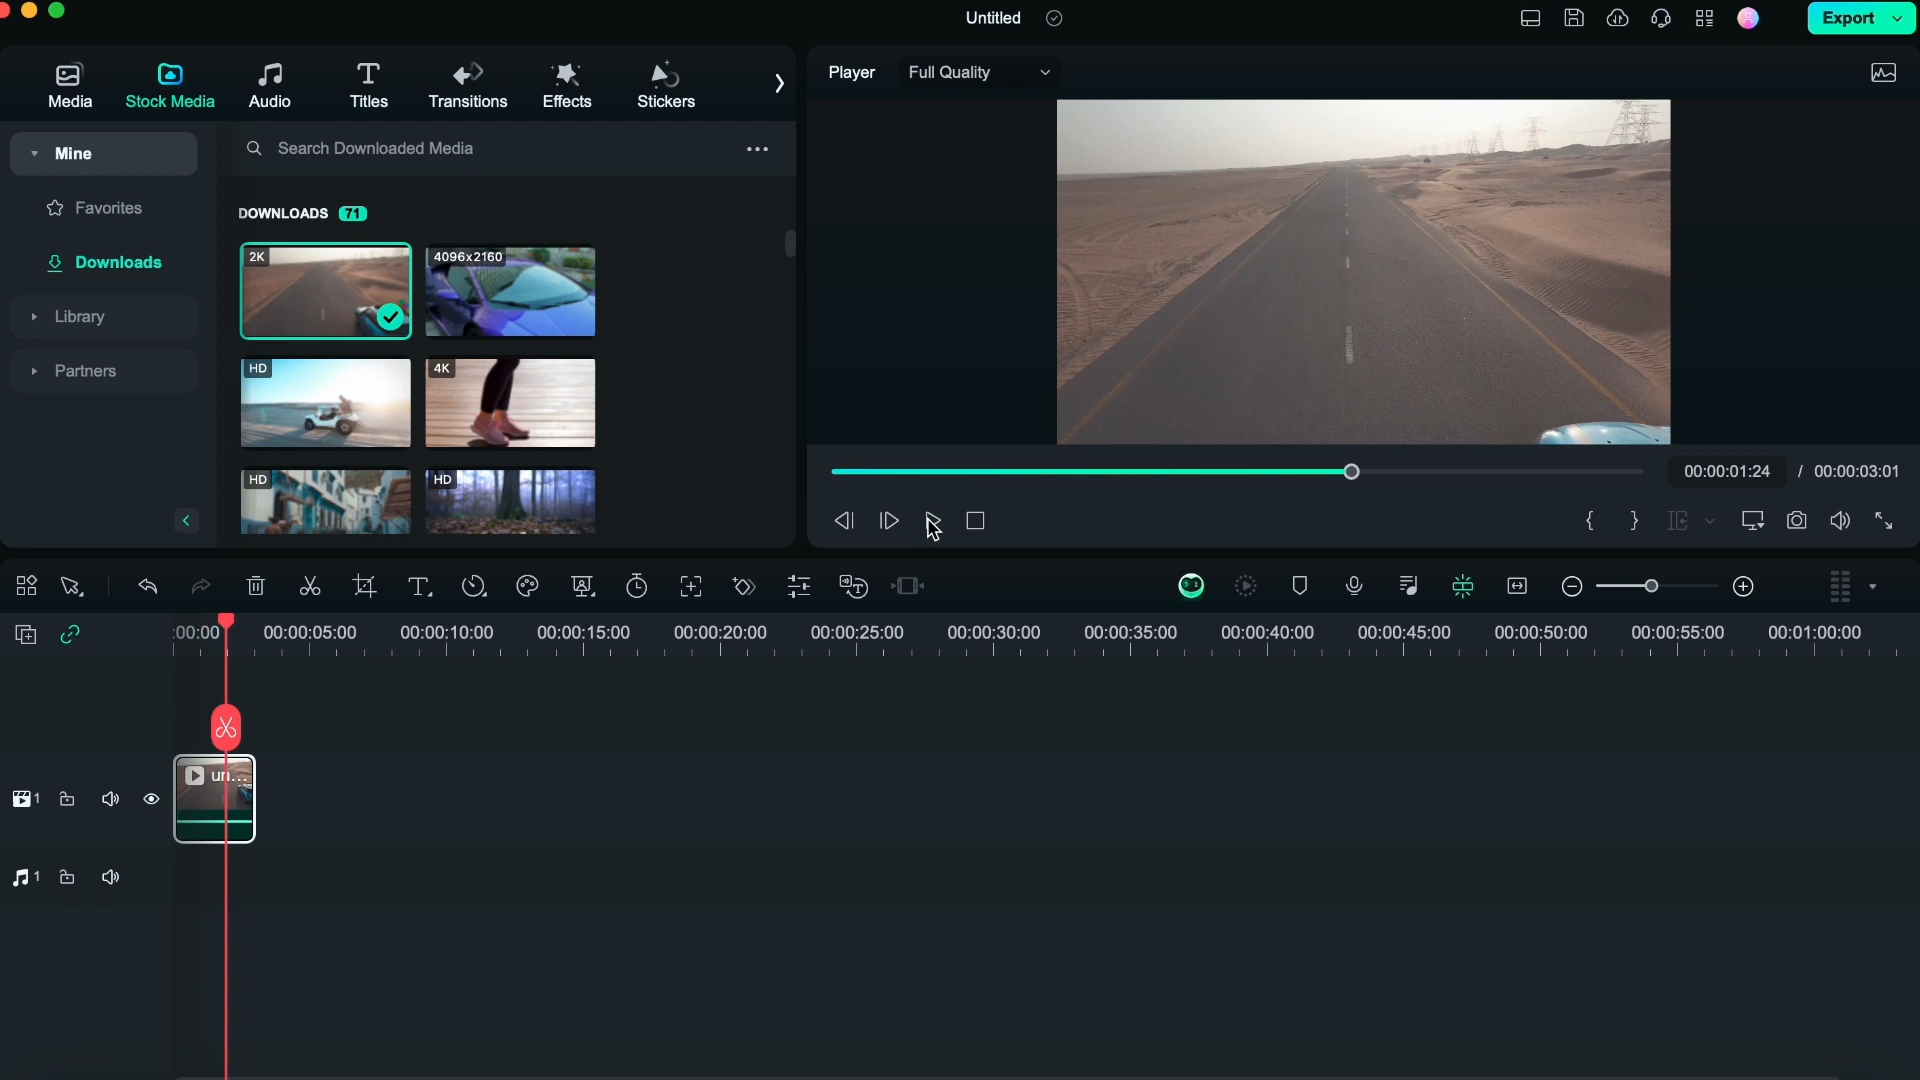 Untitled
Export
Media
Stock Media
Audio
Titles
Transitions
Effects
Stickers
Player
Full Quality
Mine
Search Downloaded Media
Favorites
DOWNLOADS 71
Downloads
2K
4096x2160
Library
HD
4K
Partners
HD
HD
00:00:01:24 / 00:00:03:01
{ }
:00:00 00:00:05:00 00:00:10:00 00:00:15:00 00:00:20:00 00:00:25:00 00:00:30:00 00:00:35:00 00:00:40:00 00:00:45:00 00:00:50:00 00:00:55:00 00:01:00:00
un...
1
1